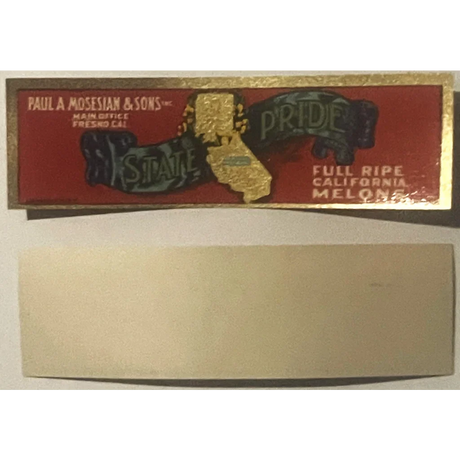 PAUL A MOSESIAN & SONS INC.
MAIN OFFICE
FRESNO, CAL
STATE PRIDE
FULL RIPE
CALIFORNIA
MELONS